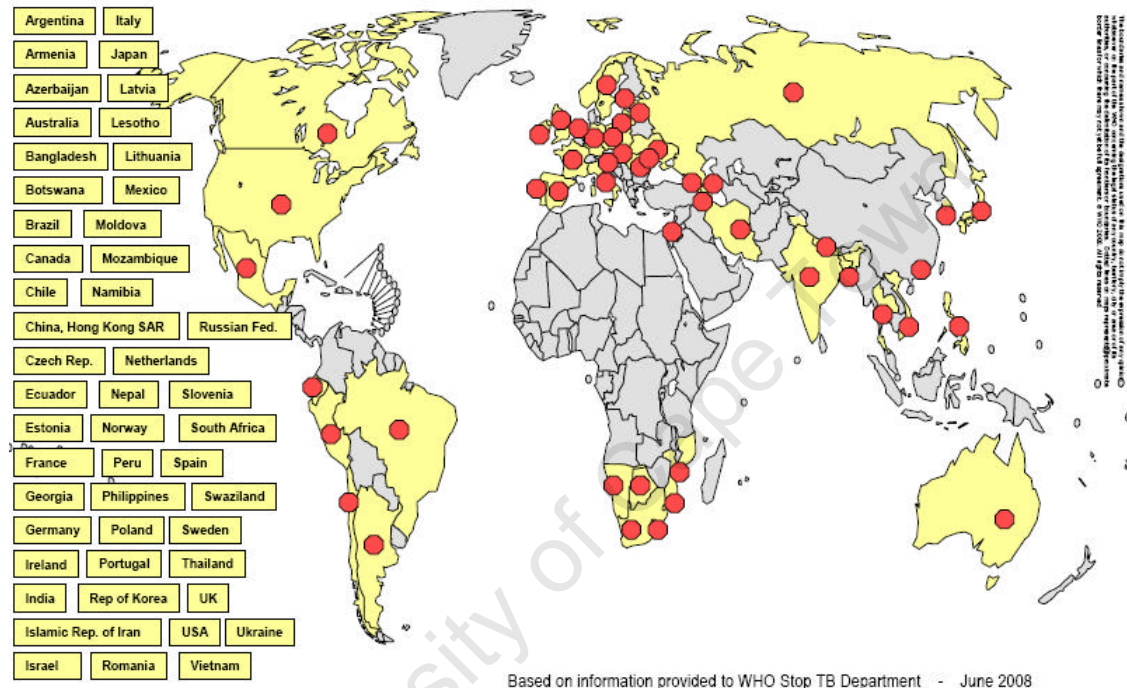 Argentina Italy
Armenia Japan
Azerbaijan Latvia
Australia Lesotho
Bangladesh Lithuania
Botswana Mexico
Brazil Moldova
Canada Mozambique
Chile Namibia
China, Hong Kong SAR Russian Fed.
Czech Rep. Netherlands
Ecuador Nepal Slovenia
Estonia Norway South Africa
France Peru Spain
Georgia Philippines Swaziland
Germany Poland Sweden
Ireland Portugal Thailand
India Rep of Korea UK
Islamic Rep. of Iran USA Ukraine
Israel Romania Vietnam
Based on information provided to WHO Stop TB Department - June 2008
of Cape Town